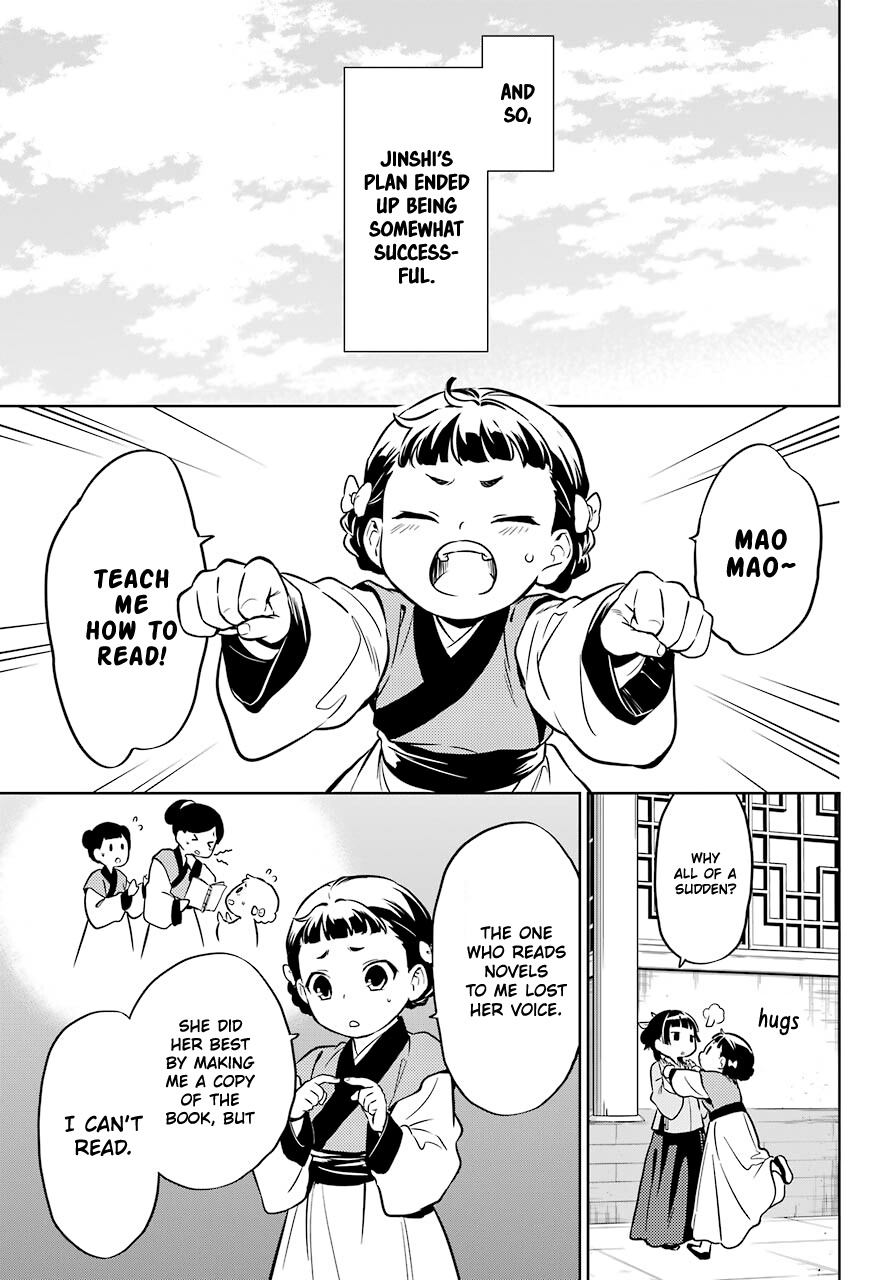 AND
SO,
JINSHI'S
PLAN ENDED
UP BEING
SOMEWHAT
SUCCESS-
FUL.
MAO
MAO~
TEACH
ME
HOW TO
READ!
WHY
ALL OF A
SUDDEN?
hugs
THE ONE
WHO READS
NOVELS
TO ME LOST
HER VOICE.
SHE DID
HER BEST
BY MAKING
ME A COPY
OF THE
BOOK, BUT
I CAN'T
READ.